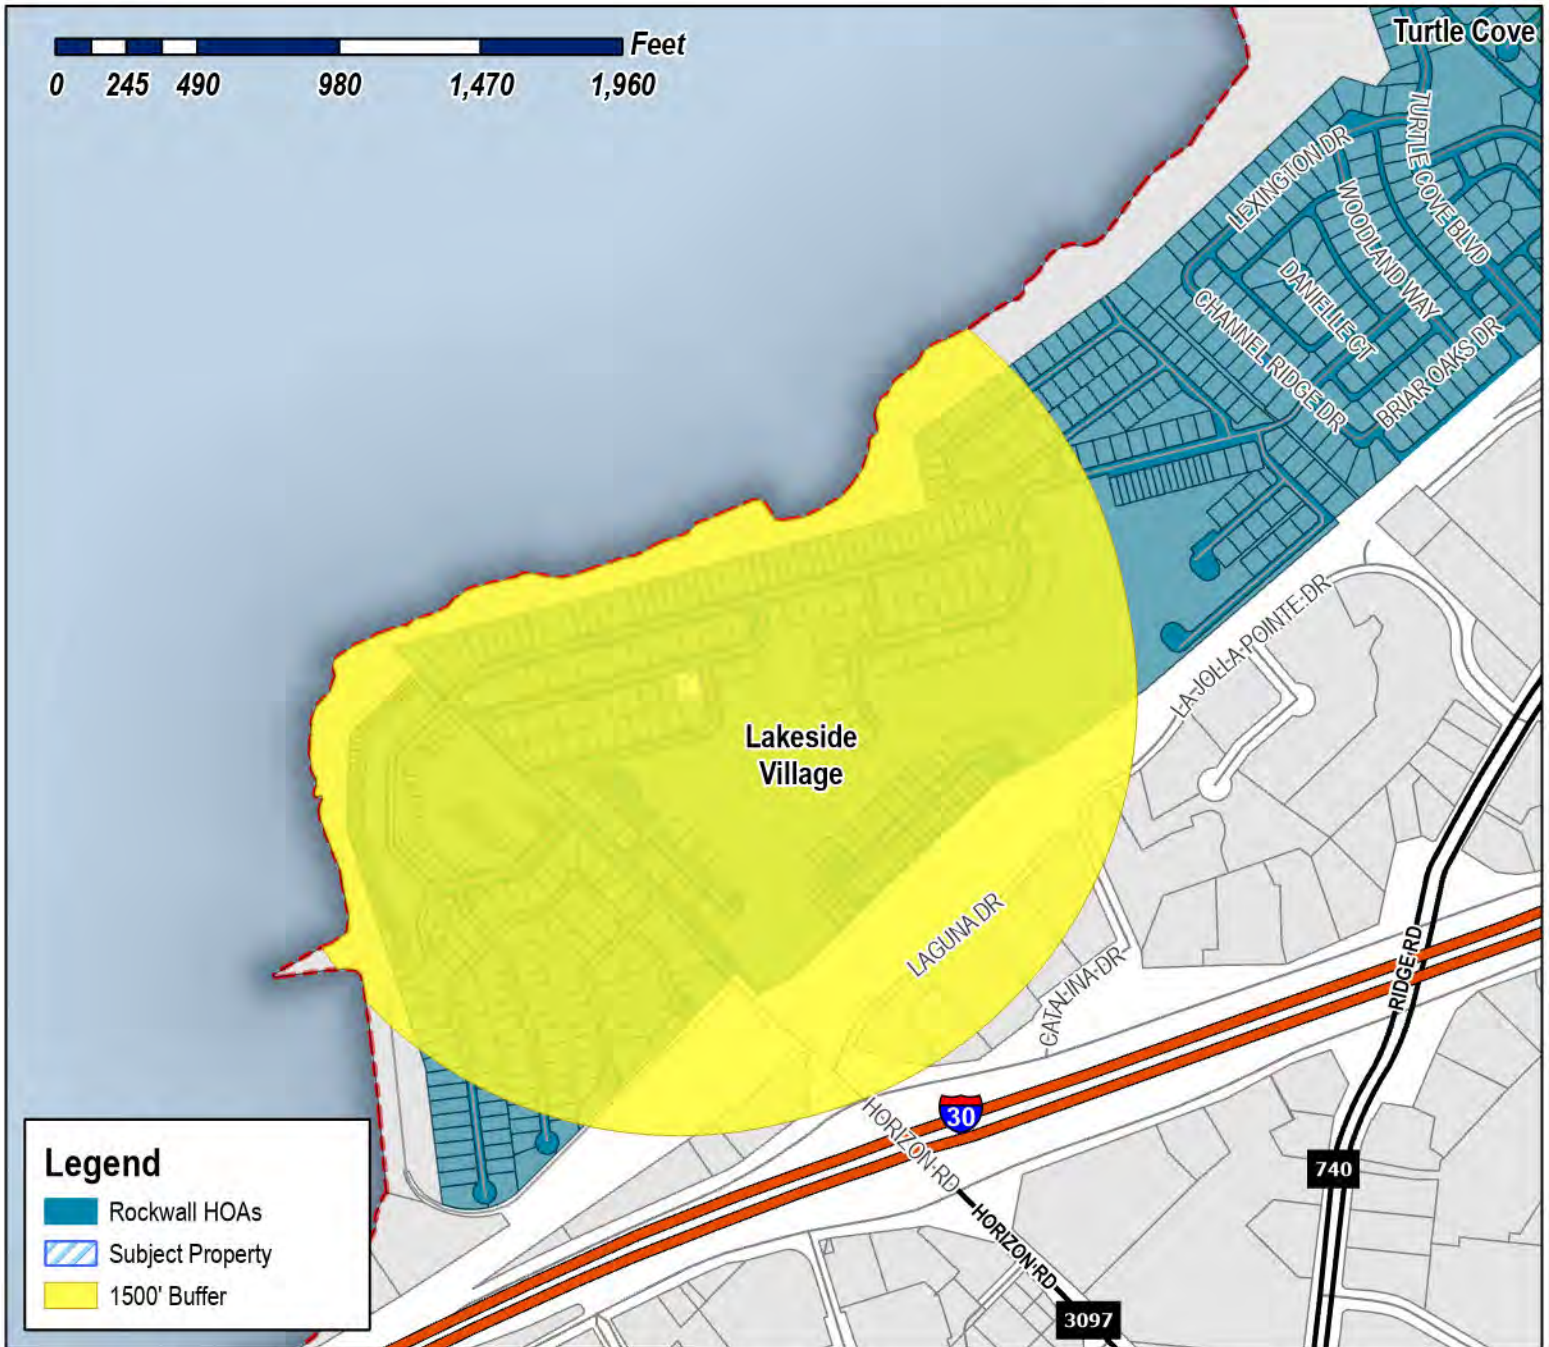 Feet
0 245 490 980 1,470 1,960
Turtle Cove
TURTLE COVE BLVD
LEXINGTON DR
WOODLAND WAY
DANIELLE CT
CHANNEL RIDGE DR
BRIAR OAKS DR
LA JOLLA POINTE DR
Lakeside
Village
LAGUNA DR
CATALINA DR
RIDGE RD
30
HORIZON RD
HORIZON RD
740
3097
Legend
Rockwall HOAs
Subject Property
1500' Buffer